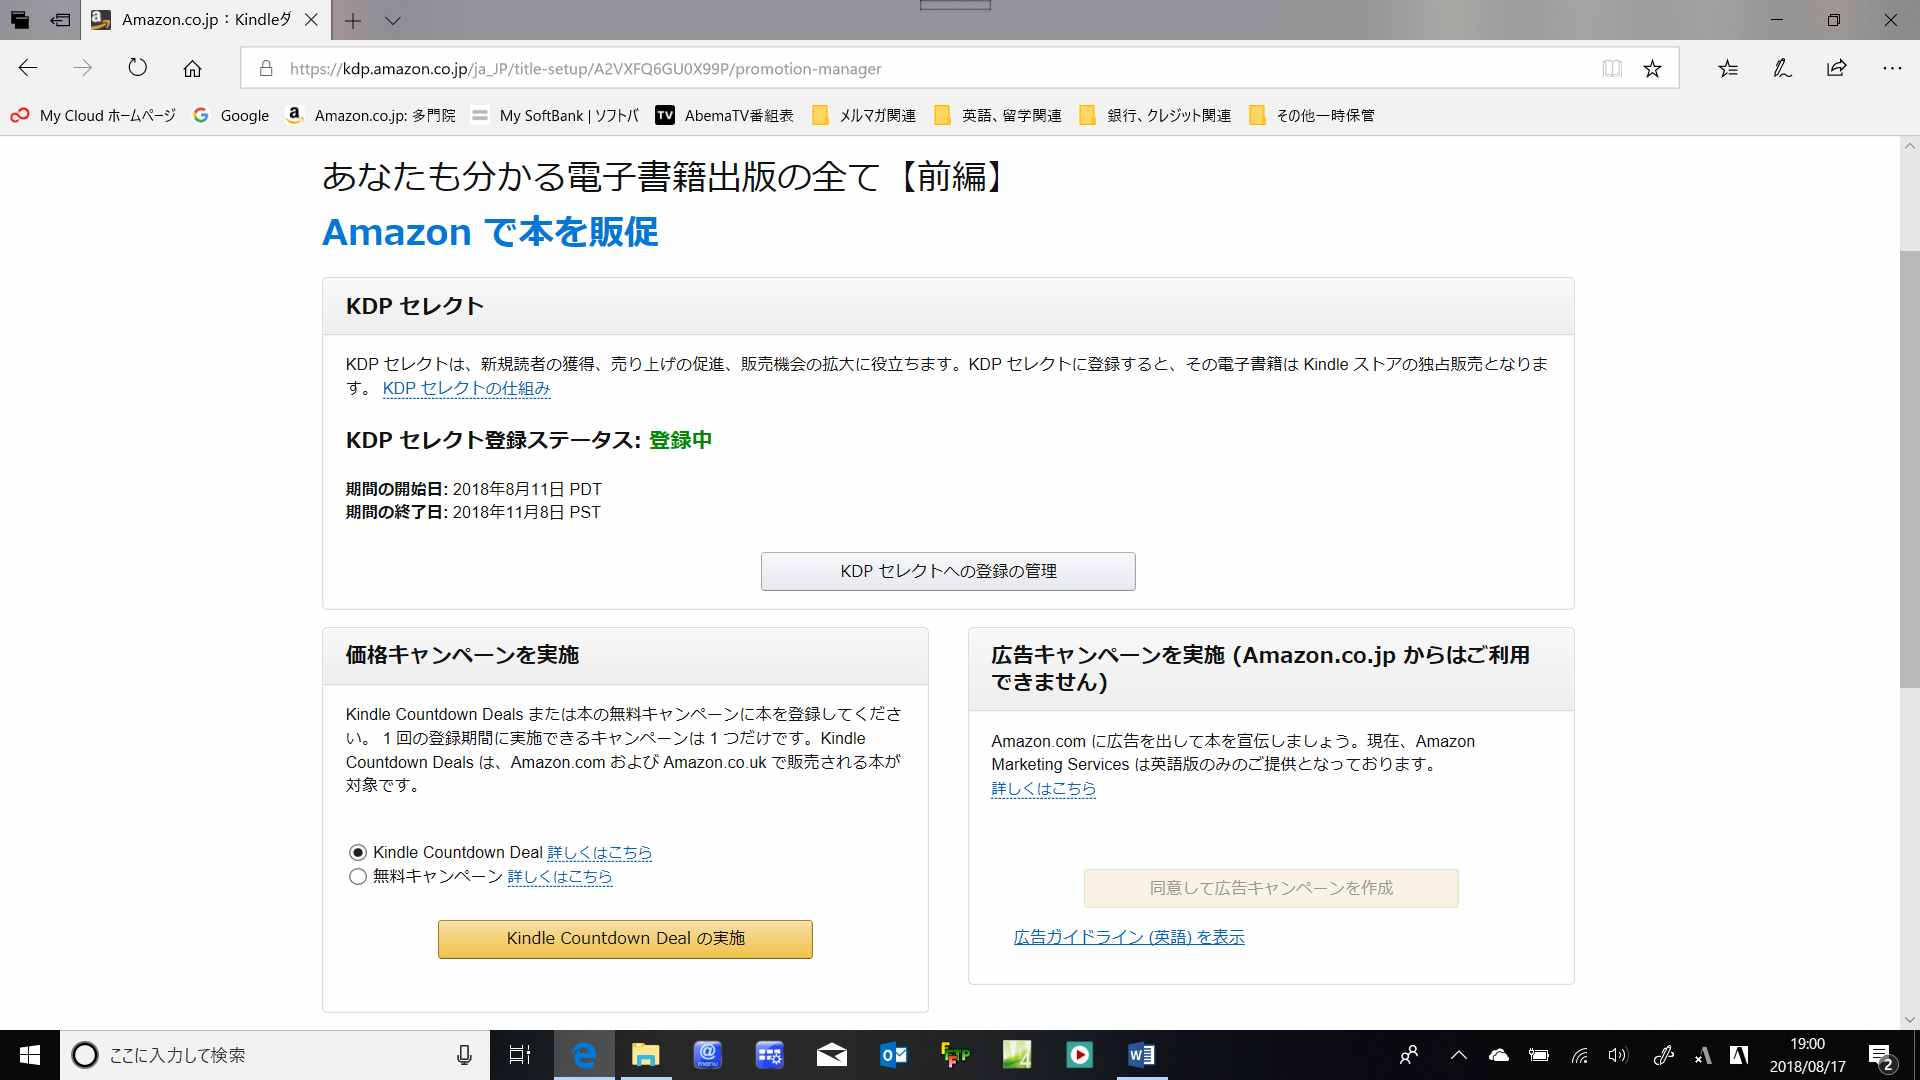 Amazon.co.jp：Kindleダ
https://kdp.amazon.co.jp/ja_JP/title-setup/A2VXFQ6GU0X99P/promotion-manager
My Cloud ホームページ
Google
Amazon.co.jp: 多門院
My SoftBank | ソフトバ
AbemaTV番組表
メルマガ関連
英語、留学関連
銀行、クレジット関連
その他一時保管
あなたも分かる電子書籍出版の全て【前編】
Amazon で本を販促
KDP セレクト
KDP セレクトは、新規読者の獲得、売り上げの促進、販売機会の拡大に役立ちます。KDP セレクトに登録すると、その電子書籍は Kindle ストアの独占販売となりま
す。 KDP セレクトの仕組み
KDP セレクト登録ステータス: 登録中
期間の開始日: 2018年8月11日 PDT
期間の終了日: 2018年11月8日 PST
KDP セレクトへの登録の管理
価格キャンペーンを実施
Kindle Countdown Deals または本の無料キャンペーンに本を登録してくださ
い。 1 回の登録期間に実施できるキャンペーンは 1 つだけです。Kindle
Countdown Deals は、Amazon.com および Amazon.co.uk で販売される本が
対象です。
Kindle Countdown Deal 詳しくはこちら
無料キャンペーン 詳しくはこちら
Kindle Countdown Deal の実施
広告キャンペーンを実施 (Amazon.co.jp からはご利用
できません)
Amazon.com に広告を出して本を宣伝しましょう。現在、Amazon
Marketing Services は英語版のみのご提供となっております。
詳しくはこちら
同意して広告キャンペーンを作成
広告ガイドライン (英語) を表示
ここに入力して検索
19:00
2018/08/17
2